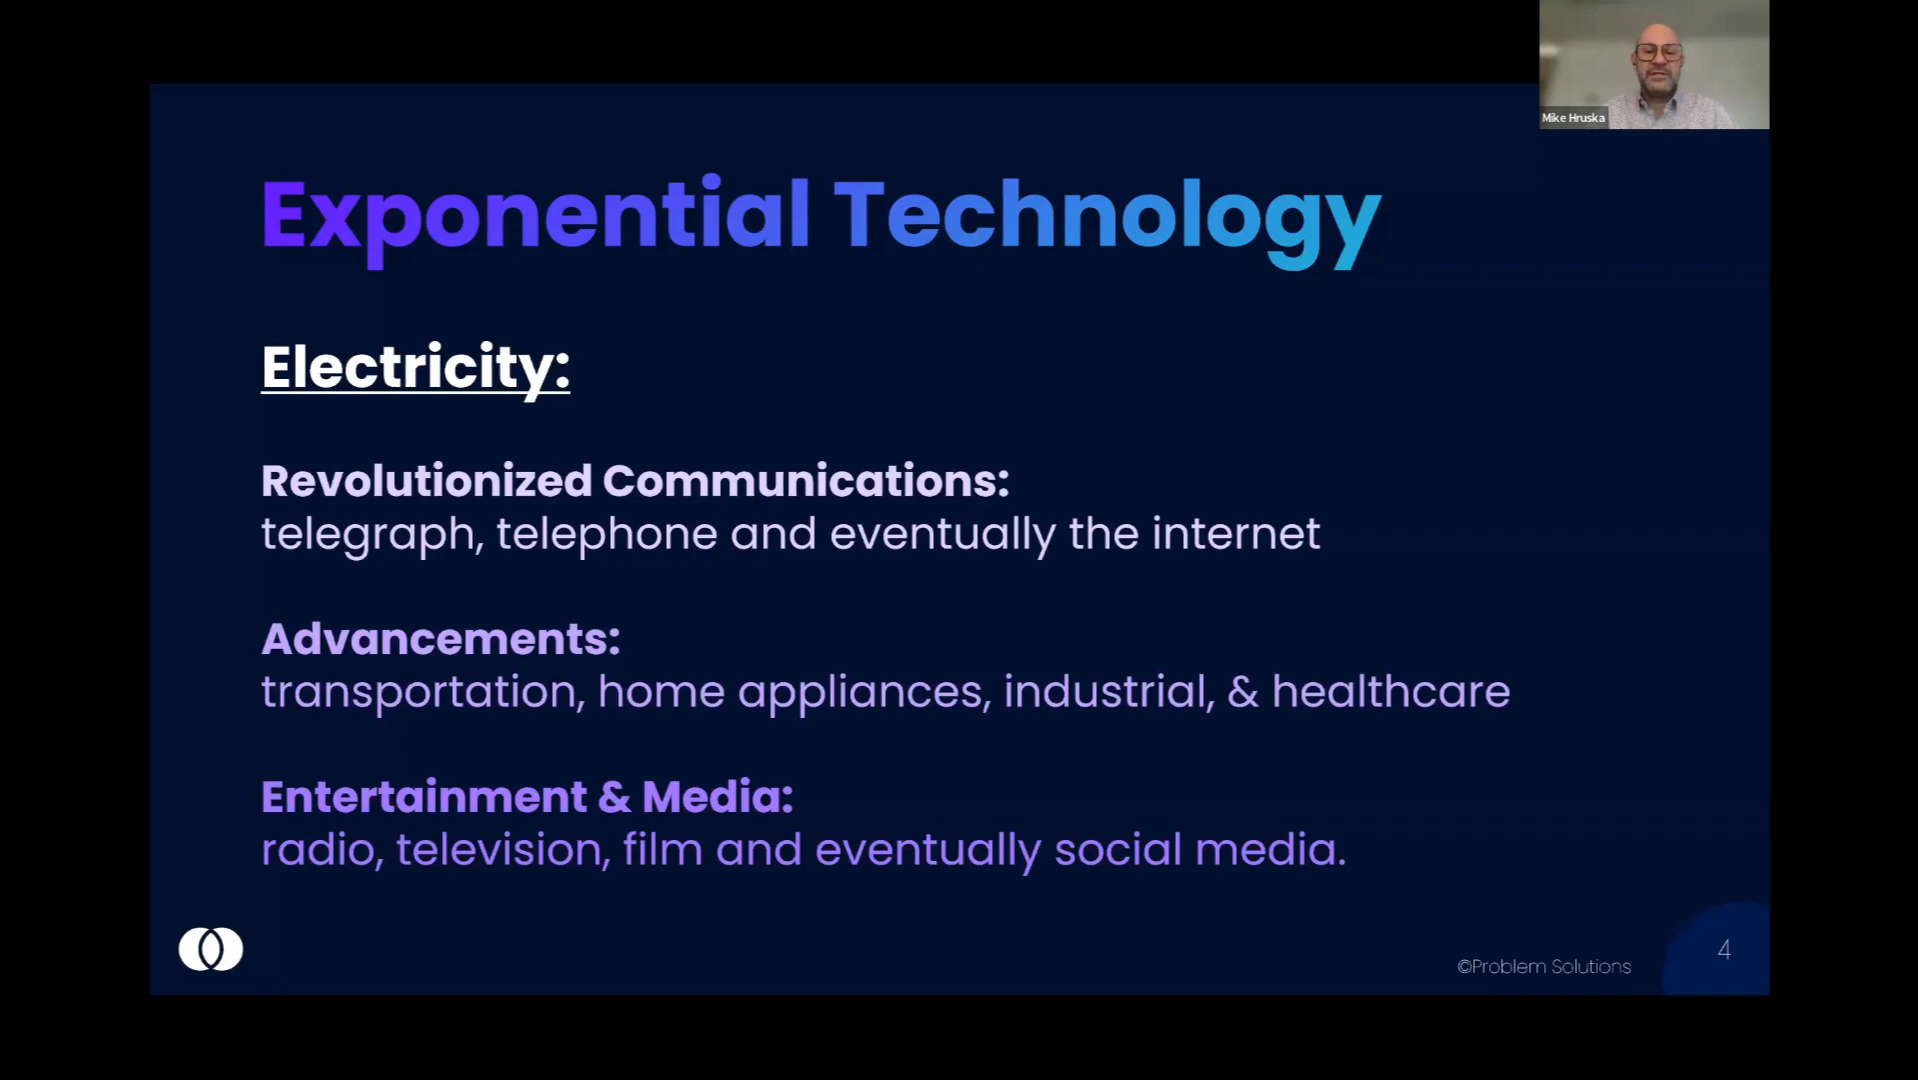 Mike Hruska
Exponential Technology
Electricity:
Revolutionized Communications:
telegraph, telephone and eventually the internet
Advancements:
transportation, home appliances, industrial, & healthcare
Entertainment & Media:
radio, television, film and eventually social media.
©Problem Solutions
4